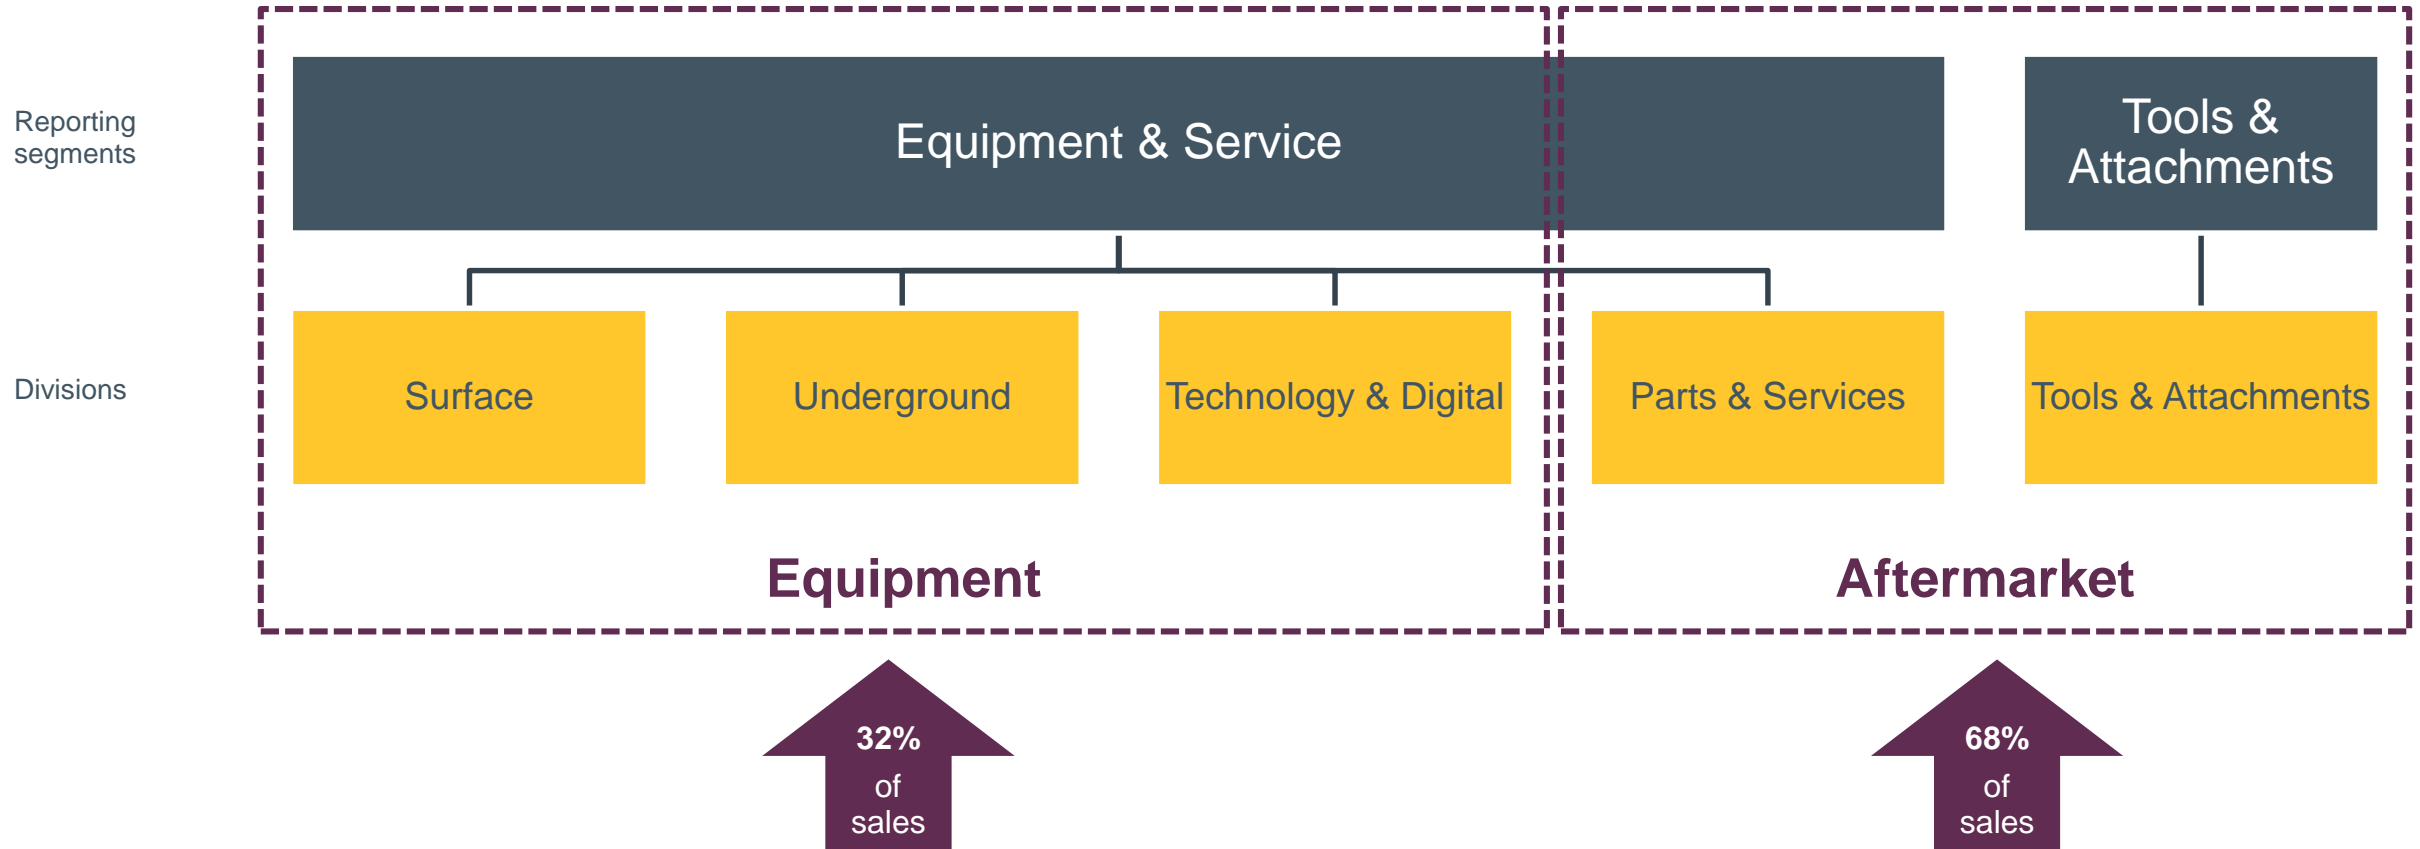 Reporting
segments
Equipment & Service
Tools &
Attachments
Divisions
Surface
Underground
Technology & Digital
Parts & Services
Tools & Attachments
Equipment
Aftermarket
32%
of
sales
68%
of
sales